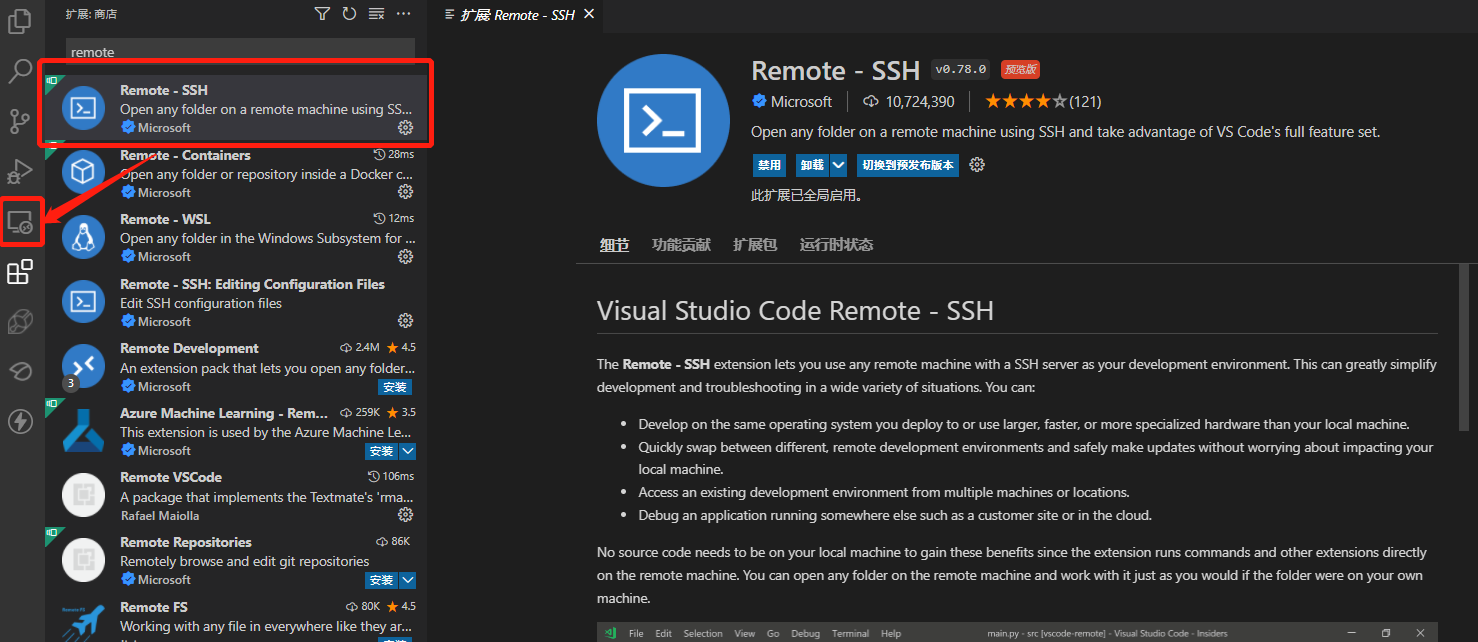 扩展: 商店
remote
Remote - SSH
Open any folder on a remote machine using SS...
Microsoft
Remote - Containers 28ms
Open any folder or repository inside a Docker c...
Microsoft
Remote - WSL 12ms
Open any folder in the Windows Subsystem for ...
Microsoft
Remote - SSH: Editing Configuration Files
Edit SSH configuration files
Microsoft
Remote Development 2.4M 4.5
An extension pack that lets you open any folder...
3
Microsoft 安装
Azure Machine Learning - Rem... 259K 3.5
This extension is used by the Azure Machine Le...
Microsoft 安装
Remote VSCode 106ms
A package that implements the Textmate's 'rma...
Rafael Maiolla
Remote Repositories 86K
Remotely browse and edit git repositories
Microsoft 安装
Remote FS 80K 4.5
Working with any file in everywhere like they ar...
扩展: Remote - SSH
Remote - SSH v0.78.0 预览版
Microsoft 10,724,390 (121)
Open any folder on a remote machine using SSH and take advantage of VS Code's full feature set.
禁用 卸载 切换到预发布版本
此扩展已全局启用。
细节 功能贡献 扩展包 运行时状态
Visual Studio Code Remote - SSH
The Remote - SSH extension lets you use any remote machine with a SSH server as your development environment. This can greatly simplify
development and troubleshooting in a wide variety of situations. You can:
• Develop on the same operating system you deploy to or use larger, faster, or more specialized hardware than your local machine.
• Quickly swap between different, remote development environments and safely make updates without worrying about impacting your
local machine.
• Access an existing development environment from multiple machines or locations.
• Debug an application running somewhere else such as a customer site or in the cloud.
No source code needs to be on your local machine to gain these benefits since the extension runs commands and other extensions directly
on the remote machine. You can open any folder on the remote machine and work with it just as you would if the folder were on your own
machine.
File Edit Selection View Go Debug Terminal Help main.py - src [vscode-remote] - Visual Studio Code - Insiders